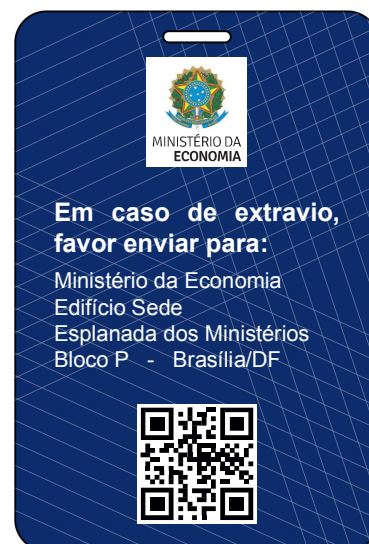 MINISTÉRIO DA
ECONOMIA
Em caso de extravio,
favor enviar para:
Ministério da Economia
Edifício Sede
Esplanada dos Ministérios
Bloco P - Brasília/DF